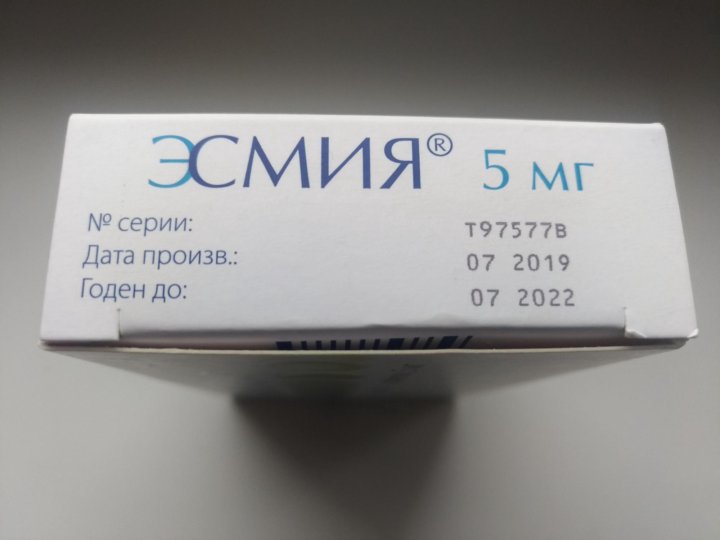 ЭСМИЯ® 5 мг
№ серии: T97577B
Дата произв.: 07 2019
Годен до: 07 2022